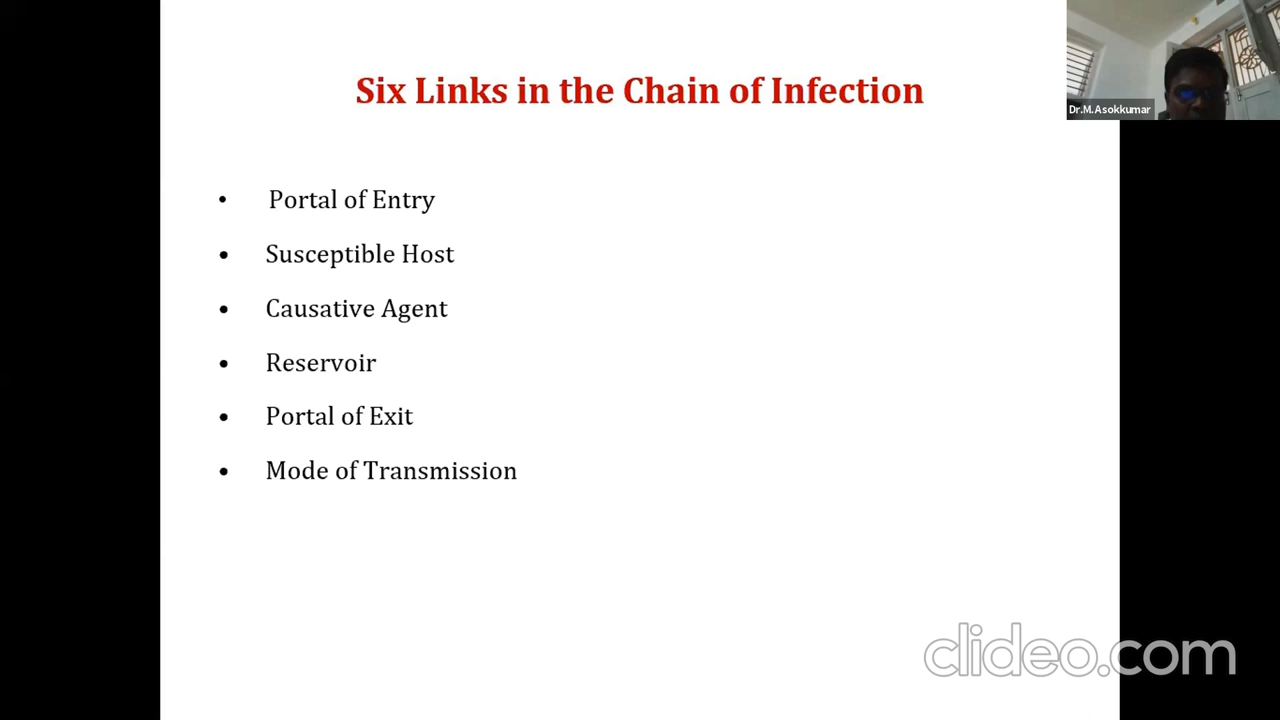 Six Links in the Chain of Infection
Dr.M.Asokkumar
• Portal of Entry
• Susceptible Host
• Causative Agent
• Reservoir
• Portal of Exit
• Mode of Transmission
clideo.com